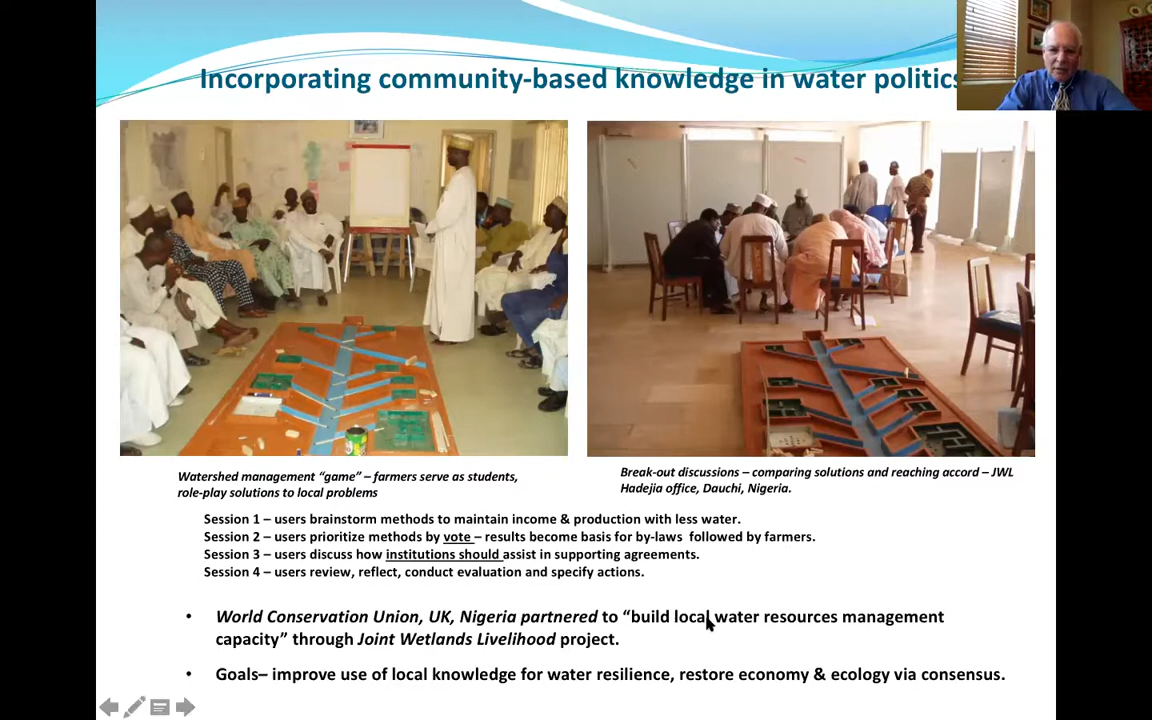 Incorporating community-based knowledge in water politics
Watershed management “game” – farmers serve as students,
role-play solutions to local problems
Break-out discussions – comparing solutions and reaching accord – JWL
Hadejia office, Dauchi, Nigeria.
Session 1 – users brainstorm methods to maintain income & production with less water.
Session 2 – users prioritize methods by vote – results become basis for by-laws followed by farmers.
Session 3 – users discuss how institutions should assist in supporting agreements.
Session 4 – users review, reflect, conduct evaluation and specify actions.
• World Conservation Union, UK, Nigeria partnered to “build local water resources management
capacity” through Joint Wetlands Livelihood project.
• Goals– improve use of local knowledge for water resilience, restore economy & ecology via consensus.